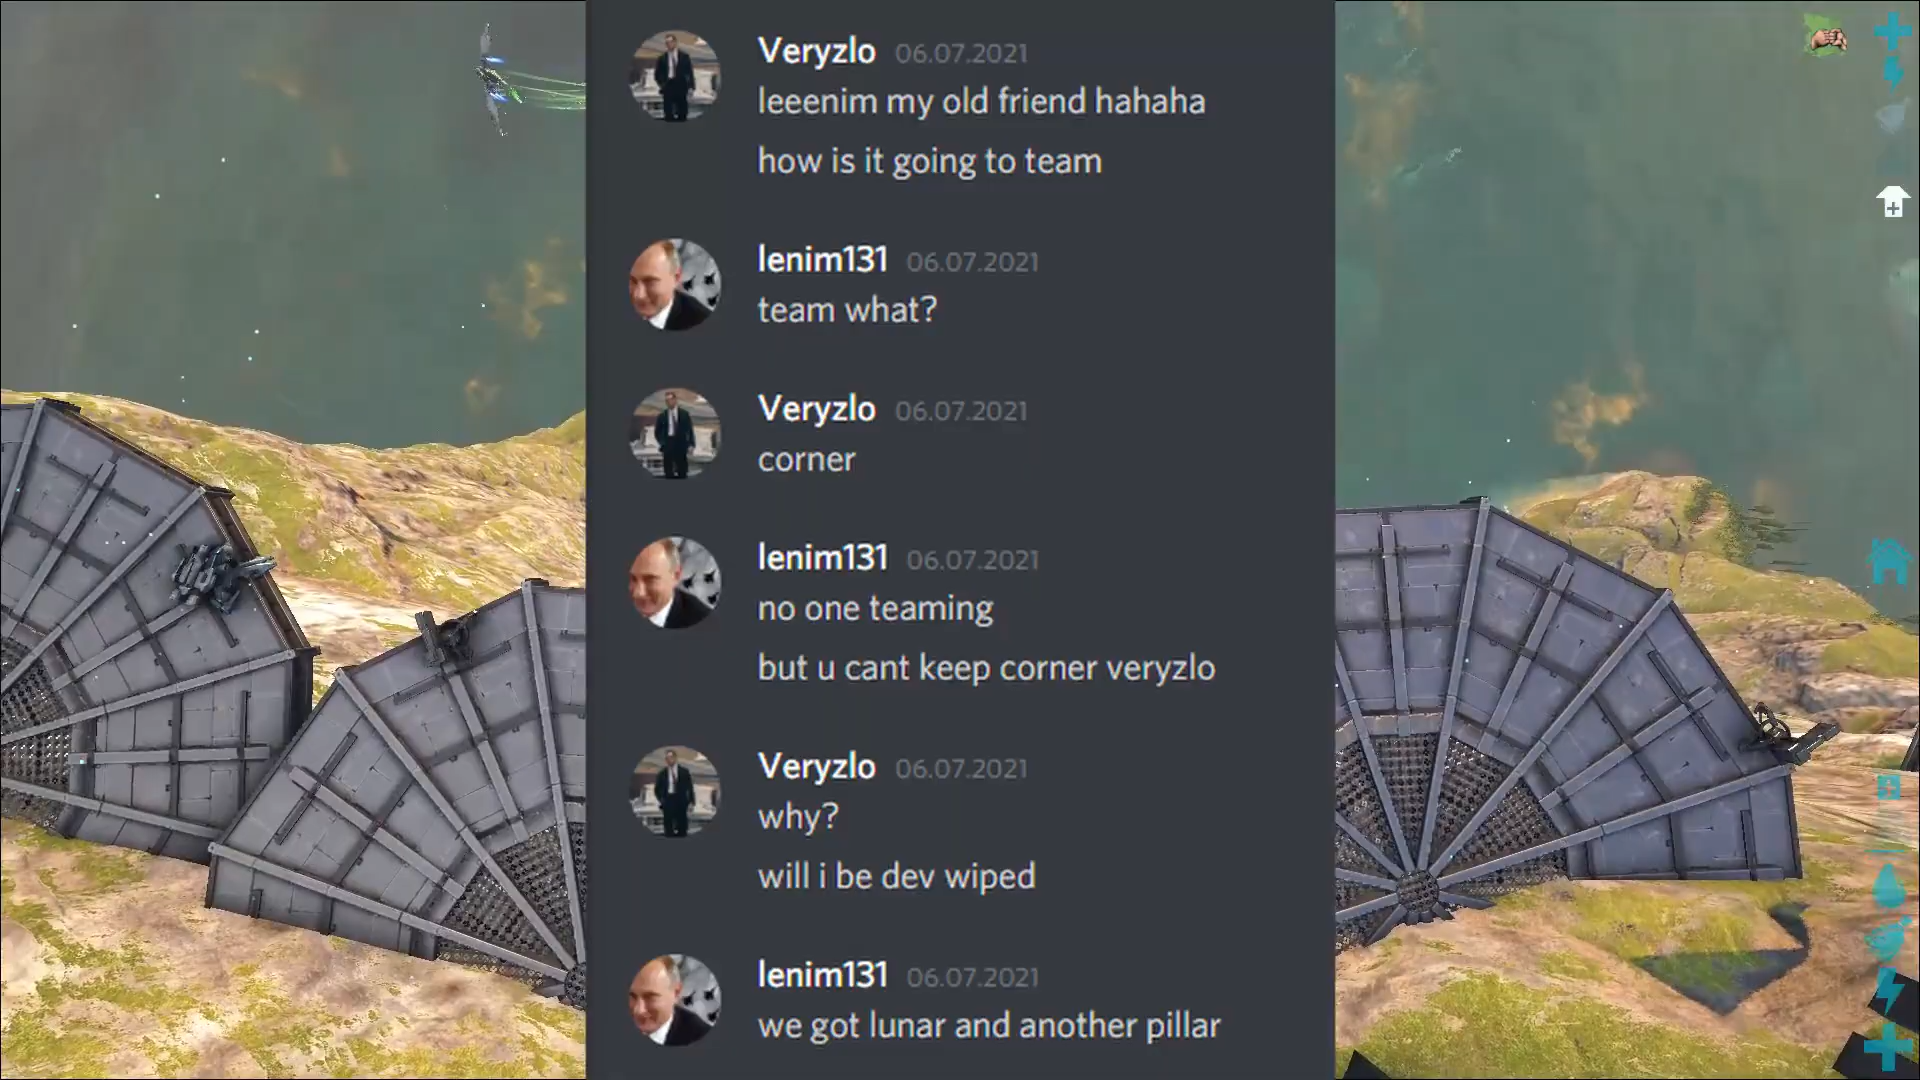 Veryzlo 06.07.2021
leeenim my old friend hahaha
how is it going to team
lenim131 06.07.2021
team what?
Veryzlo 06.07.2021
corner
lenim131 06.07.2021
no one teaming
but u cant keep corner veryzlo
Veryzlo 06.07.2021
why?
will i be dev wiped
lenim131 06.07.2021
we got lunar and another pillar